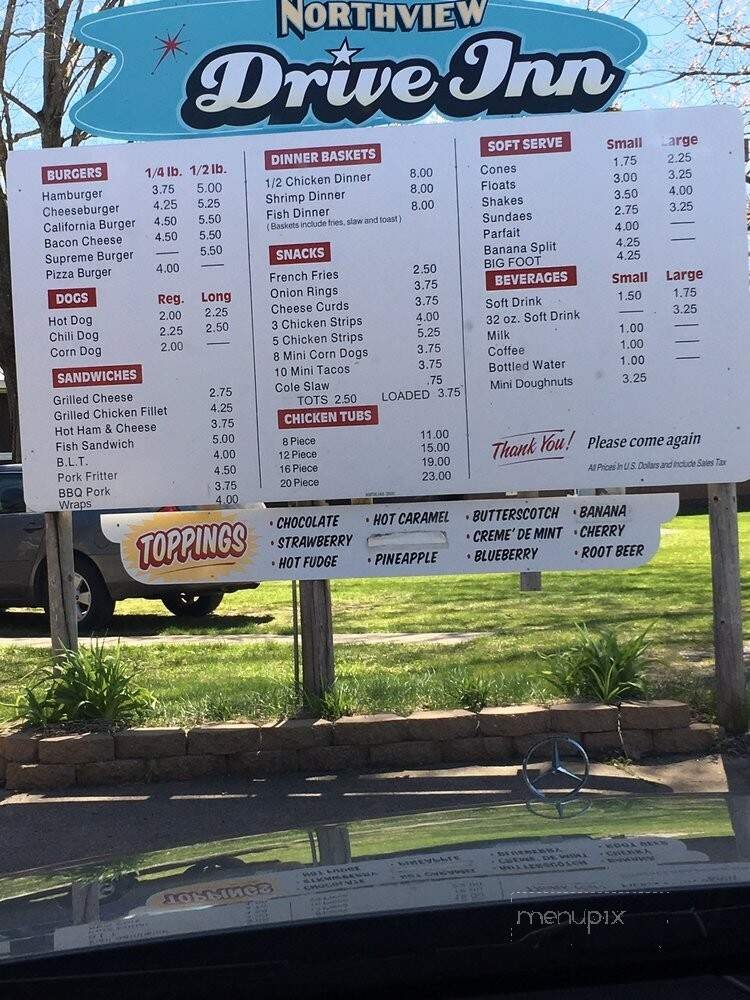 NORTHVIEW
Drive Inn
BURGERS 1/4 lb. 1/2 lb.
Hamburger 3.75 5.00
Cheeseburger 4.25 5.25
California Burger 4.50 5.50
Bacon Cheese 4.50 5.50
Supreme Burger — 5.50
Pizza Burger 4.00 —
DOGS Reg. Long
Hot Dog 2.00 2.25
Chili Dog 2.25 2.50
Corn Dog 2.00 —
SANDWICHES
Grilled Cheese 2.75
Grilled Chicken Fillet 4.25
Hot Ham & Cheese 3.75
Fish Sandwich 5.00
B.L.T. 4.00
Pork Fritter 4.50
BBQ Pork 3.75
Wraps 4.00
DINNER BASKETS
1/2 Chicken Dinner 8.00
Shrimp Dinner 8.00
Fish Dinner 8.00
(Baskets include fries, slaw and toast)
SNACKS
French Fries 2.50
Onion Rings 3.75
Cheese Curds 3.75
3 Chicken Strips 4.00
5 Chicken Strips 5.25
8 Mini Corn Dogs 3.75
10 Mini Tacos 3.75
Cole Slaw .75
TOTS 2.50 LOADED 3.75
CHICKEN TUBS
8 Piece 11.00
12 Piece 15.00
16 Piece 19.00
20 Piece 23.00
SOFT SERVE Small Large
Cones 1.75 2.25
Floats 3.00 3.25
Shakes 3.50 4.00
Sundaes 2.75 3.25
Parfait 4.00 —
Banana Split 4.25 —
BIG FOOT 4.25
BEVERAGES Small Large
Soft Drink 1.50 1.75
32 oz. Soft Drink — 3.25
Milk 1.00 —
Coffee 1.00 —
Bottled Water 1.00 —
Mini Doughnuts 3.25
Thank You! Please come again
All Prices In U.S. Dollars and Include Sales Tax
TOPPINGS
• CHOCOLATE • HOT CARAMEL • BUTTERSCOTCH • BANANA
• STRAWBERRY • CREME' DE MINT • CHERRY
• HOT FUDGE • PINEAPPLE • BLUEBERRY • ROOT BEER
menupix